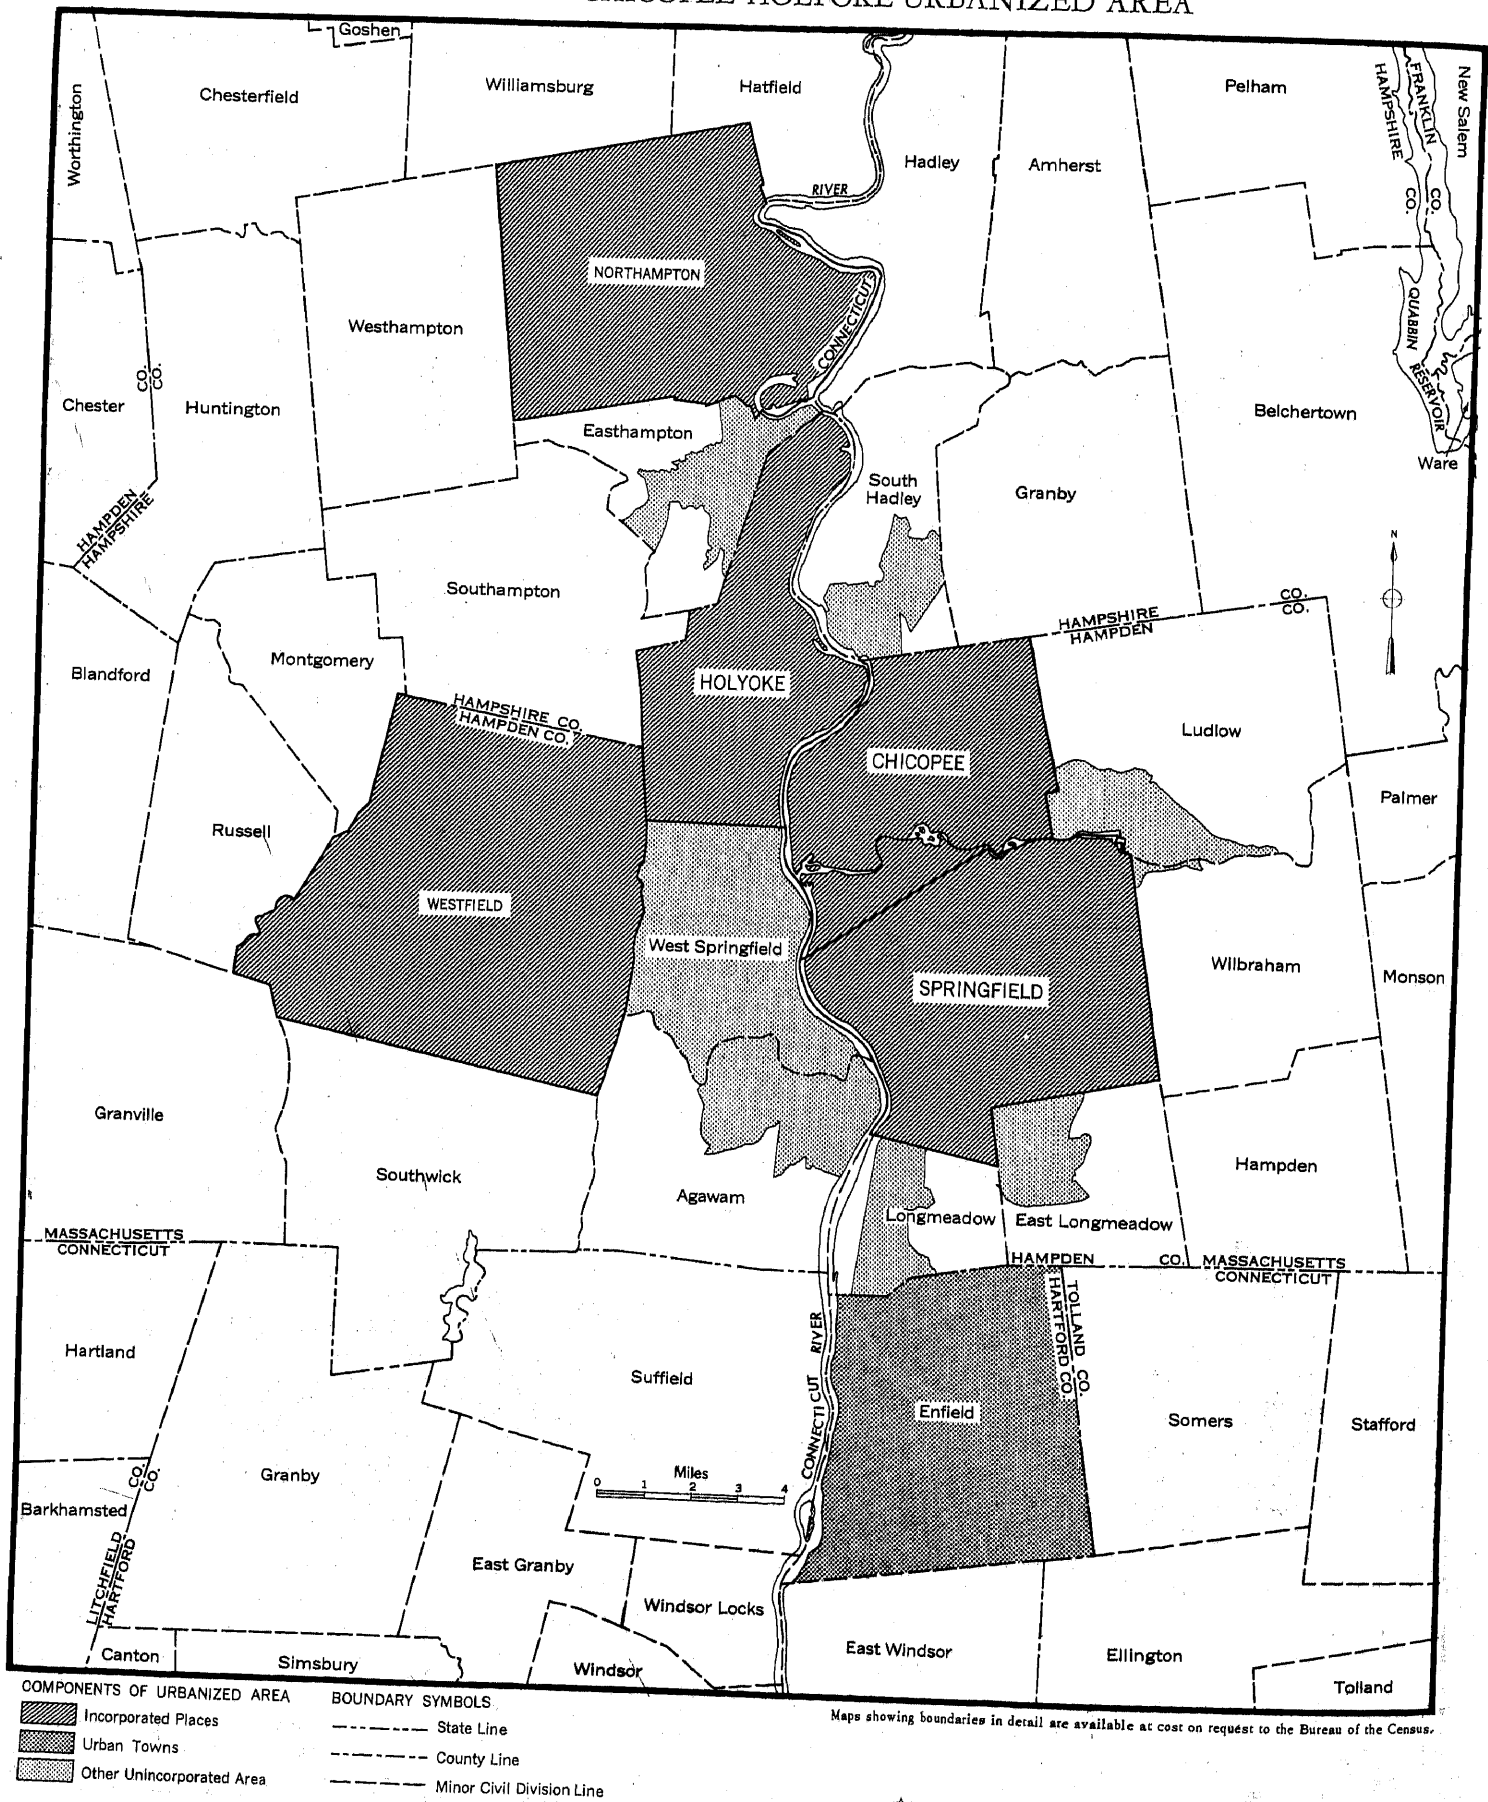 HOLYOKE URBANIZED AREA
Goshen
Worthington
Chesterfield
Williamsburg
Hatfield
Hadley
Amherst
Pelham
HAMPSHIRE CO.
FRANKLIN CO.
New Salem
RIVER
CONNECTICUT
NORTHAMPTON
Westhampton
CO.
CO.
Chester
Huntington
Easthampton
South
Hadley
Granby
Belchertown
QUABBIN RESERVOIR
Ware
HAMPDEN
HAMPSHIRE
N
Southampton
Montgomery
Blandford
HAMPSHIRE CO.
HAMPDEN CO.
HOLYOKE
HAMPSHIRE CO.
HAMPDEN CO.
CHICOPEE
Ludlow
Palmer
Russell
WESTFIELD
West Springfield
SPRINGFIELD
Wilbraham
Monson
Granville
Southwick
Agawam
Longmeadow
East Longmeadow
Hampden
MASSACHUSETTS
CONNECTICUT
HAMPDEN CO.
MASSACHUSETTS
CONNECTICUT
TOLLAND CO.
HARTFORD CO.
Hartland
Suffield
CONNECTICUT RIVER
Enfield
Somers
Stafford
Granby
CO.
CO.
Barkhamsted
LITCHFIELD
HARTFORD
Miles
0 1 2 3 4
East Granby
Windsor Locks
Canton
Simsbury
Windsor
East Windsor
Ellington
Tolland
COMPONENTS OF URBANIZED AREA
Incorporated Places
Urban Towns
Other Unincorporated Area
BOUNDARY SYMBOLS
State Line
County Line
Minor Civil Division Line
Maps showing boundaries in detail are available at cost on request to the Bureau of the Census.